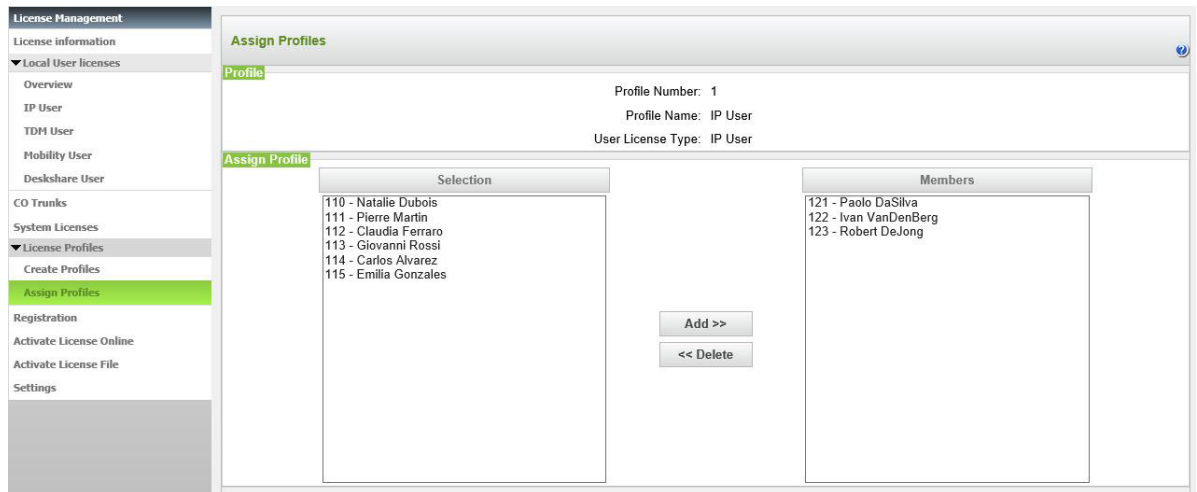 License Management
License information
Local User licenses
Overview
IP User
TDM User
Mobility User
Deskshare User
CO Trunks
System Licenses
License Profiles
Create Profiles
Assign Profiles
Registration
Activate License Online
Activate License File
Settings
Assign Profiles
?
Profile
Profile Number: 1
Profile Name: IP User
User License Type: IP User
Assign Profile
Selection
110 - Natalie Dubois
111 - Pierre Martin
112 - Claudia Ferraro
113 - Giovanni Rossi
114 - Carlos Alvarez
115 - Emilia Gonzales
Add >>
<< Delete
Members
121 - Paolo DaSilva
122 - Ivan VanDenBerg
123 - Robert DeJong